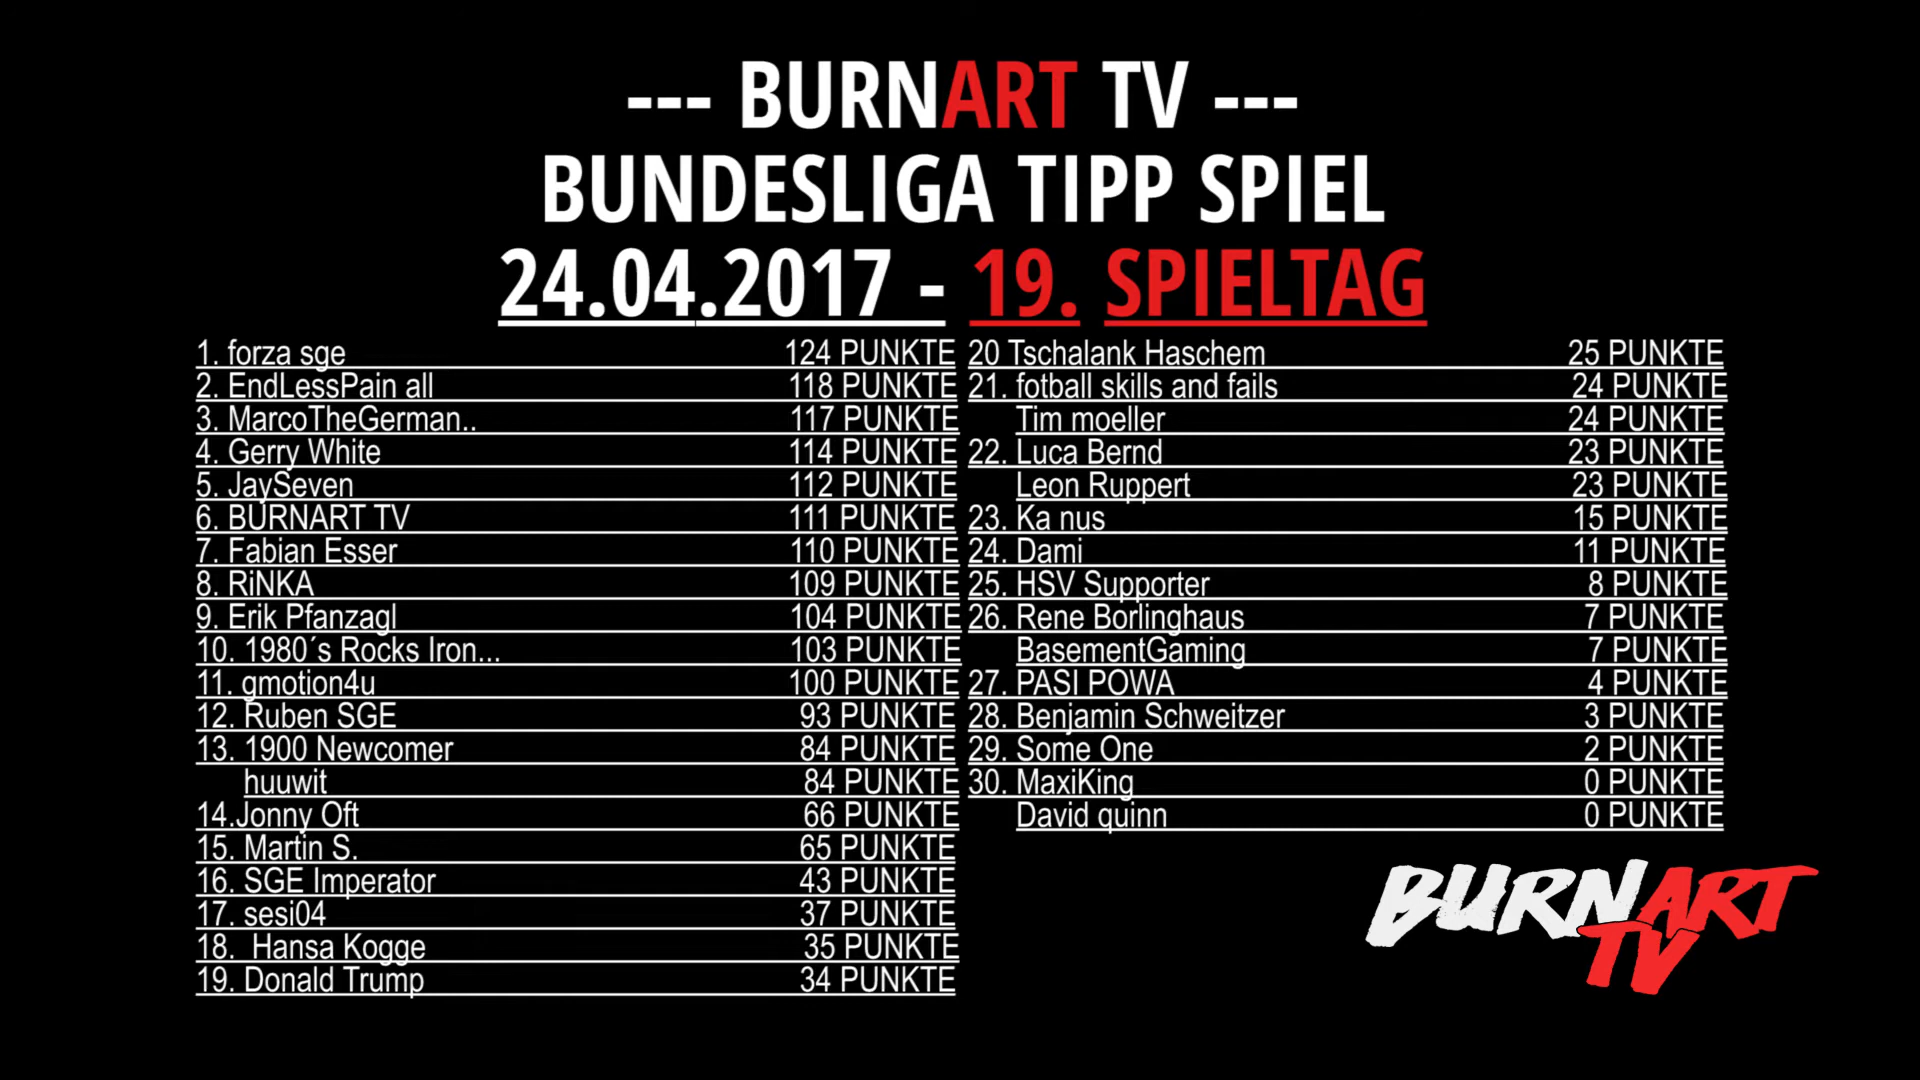 --- BURNART TV ---
BUNDESLIGA TIPP SPIEL
24.04.2017 - 19. SPIELTAG
1. forza sge 124 PUNKTE
2. EndLessPain all 118 PUNKTE
3. MarcoTheGerman.. 117 PUNKTE
4. Gerry White 114 PUNKTE
5. JaySeven 112 PUNKTE
6. BURNART TV 111 PUNKTE
7. Fabian Esser 110 PUNKTE
8. RiNKA 109 PUNKTE
9. Erik Pfanzagl 104 PUNKTE
10. 1980´s Rocks Iron... 103 PUNKTE
11. gmotion4u 100 PUNKTE
12. Ruben SGE 93 PUNKTE
13. 1900 Newcomer 84 PUNKTE
huuwit 84 PUNKTE
14.Jonny Oft 66 PUNKTE
15. Martin S. 65 PUNKTE
16. SGE Imperator 43 PUNKTE
17. sesi04 37 PUNKTE
18. Hansa Kogge 35 PUNKTE
19. Donald Trump 34 PUNKTE
20 Tschalank Haschem 25 PUNKTE
21. fotball skills and fails 24 PUNKTE
Tim moeller 24 PUNKTE
22. Luca Bernd 23 PUNKTE
Leon Ruppert 23 PUNKTE
23. Ka nus 15 PUNKTE
24. Dami 11 PUNKTE
25. HSV Supporter 8 PUNKTE
26. Rene Borlinghaus 7 PUNKTE
BasementGaming 7 PUNKTE
27. PASI POWA 4 PUNKTE
28. Benjamin Schweitzer 3 PUNKTE
29. Some One 2 PUNKTE
30. MaxiKing 0 PUNKTE
David quinn 0 PUNKTE
BURNART
TV